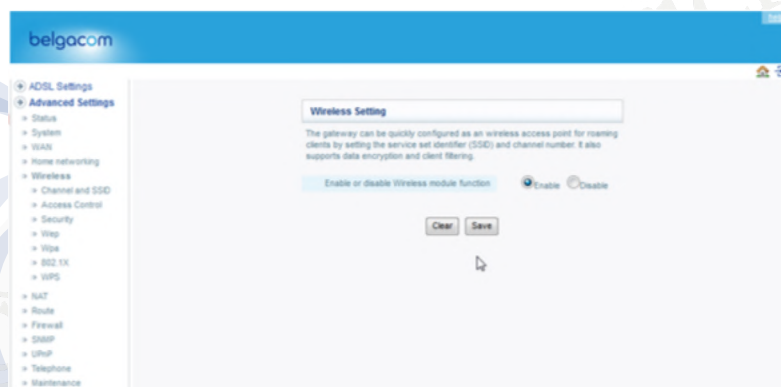 belgacom
ADSL Settings
Advanced Settings
» Status
» System
» WAN
» Home networking
» Wireless
» Channel and SSID
» Access Control
» Security
» Wep
» Wpa
» 802.1X
» WPS
» NAT
» Route
» Firewall
» SNMP
» UPnP
» Telephone
» Maintenance
Wireless Setting
The gateway can be quickly configured as an wireless access point for roaming
clients by setting the service set identifier (SSID) and channel number. It also
supports data encryption and client filtering.
Enable or disable Wireless module function Enable Disable
Clear Save